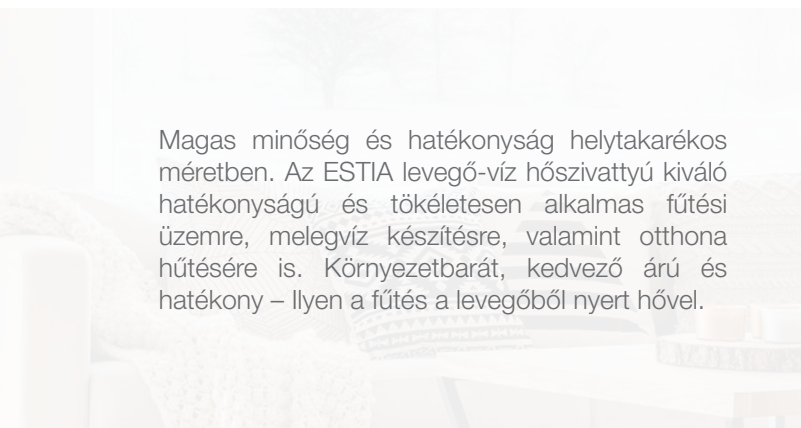 Magas minőség és hatékonyság helytakarékos
méretben. Az ESTIA levegő-víz hőszivattyú kiváló
hatékonyságú és tökéletesen alkalmas fűtési
üzemre, melegvíz készítésre, valamint otthona
hűtésére is. Környezetbarát, kedvező árú és
hatékony – Ilyen a fűtés a levegőből nyert hővel.